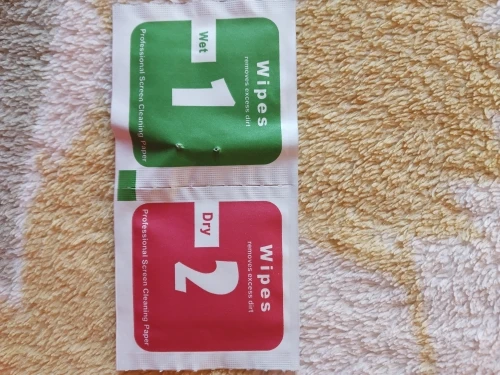 Wipes
removes excess dirt
Wet
1
Professional Screen Cleaning Paper
Wipes
removes excess dirt
Dry
2
Professional Screen Cleaning Paper